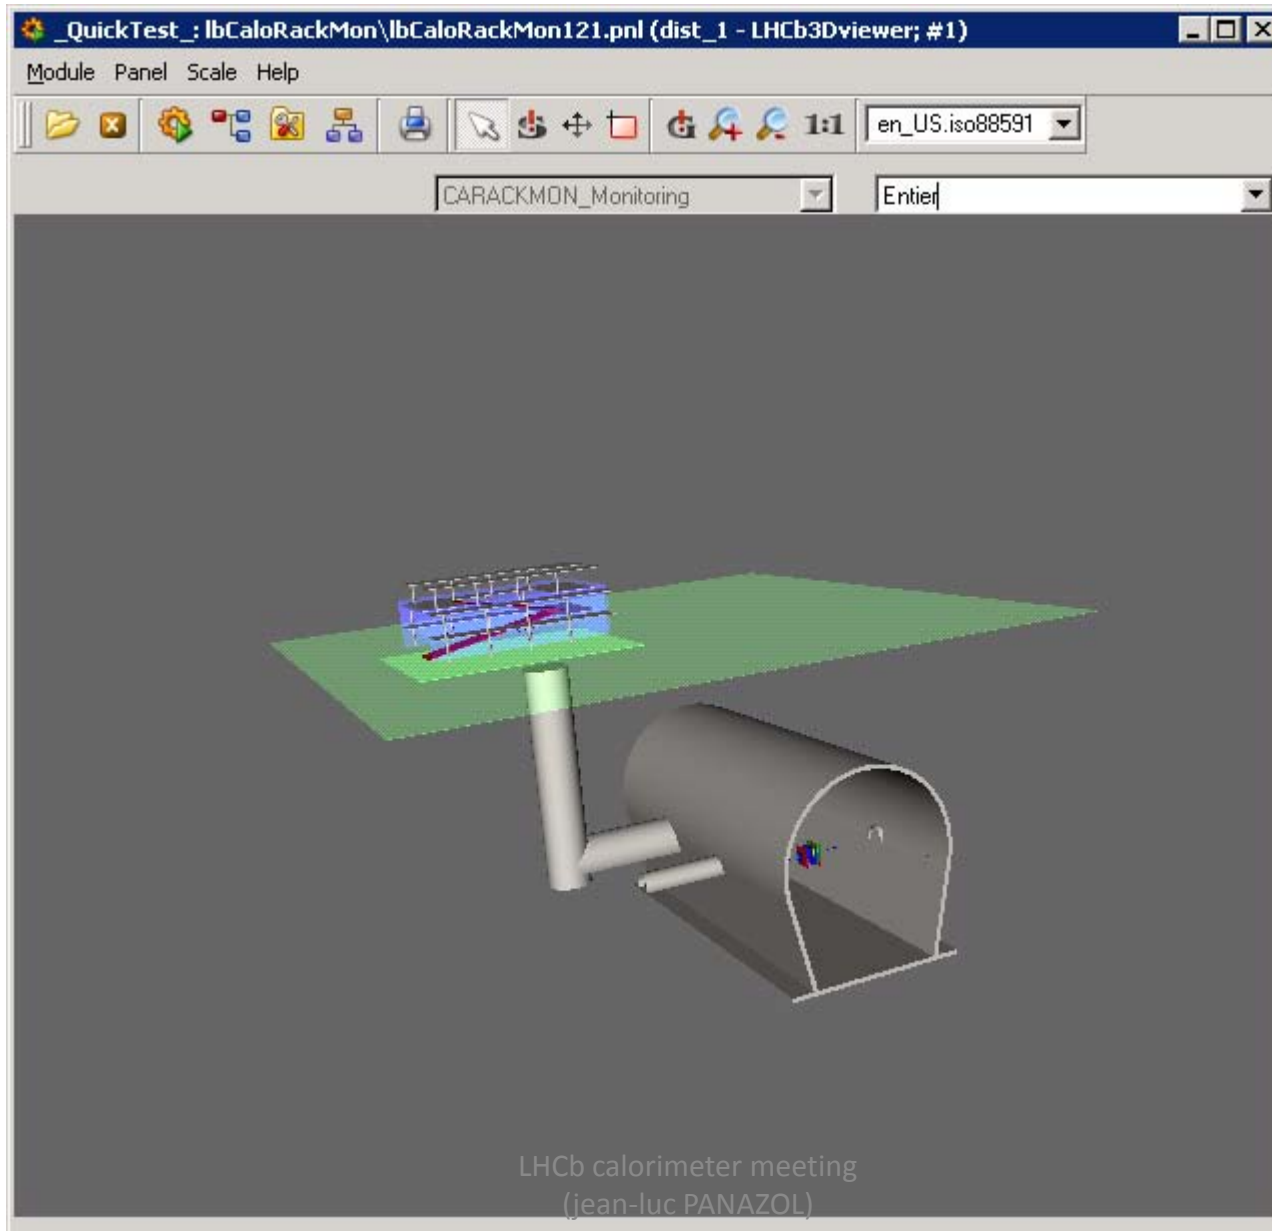 _QuickTest_: lbCaloRackMon\lbCaloRackMon121.pnl (dist_1 - LHCb3Dviewer; #1)
Module Panel Scale Help
1:1 en_US.iso88591
CARACKMON_Monitoring Entier
LHCb calorimeter meeting
(jean-luc PANAZOL)